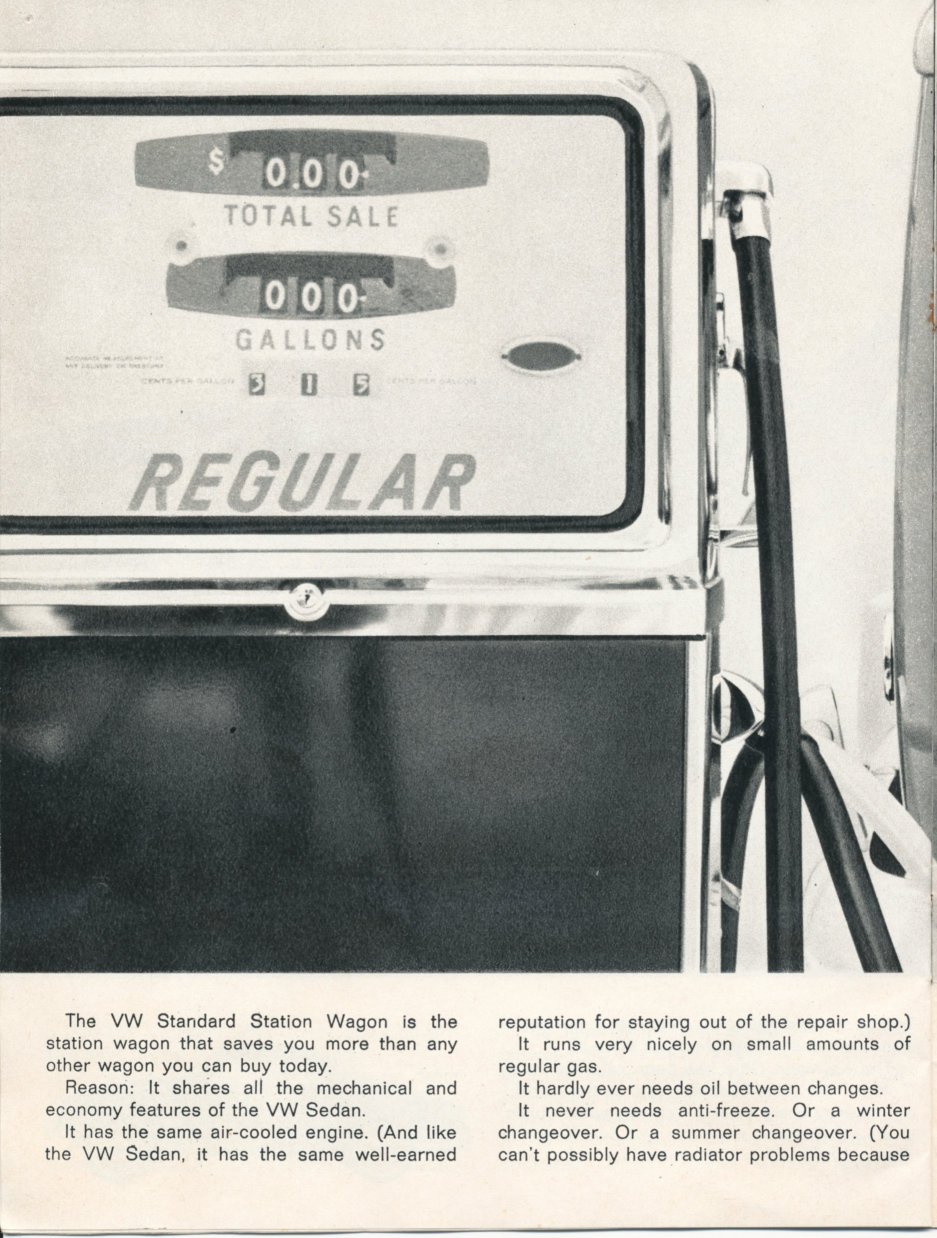 $ 0.00
TOTAL SALE
000
GALLONS
CENTS PER GALLON 3 1 5 CENTS PER GALLON
REGULAR
The VW Standard Station Wagon is the
station wagon that saves you more than any
other wagon you can buy today.
Reason: It shares all the mechanical and
economy features of the VW Sedan.
It has the same air-cooled engine. (And like
the VW Sedan, it has the same well-earned
reputation for staying out of the repair shop.)
It runs very nicely on small amounts of
regular gas.
It hardly ever needs oil between changes.
It never needs anti-freeze. Or a winter
changeover. Or a summer changeover. (You
can't possibly have radiator problems because